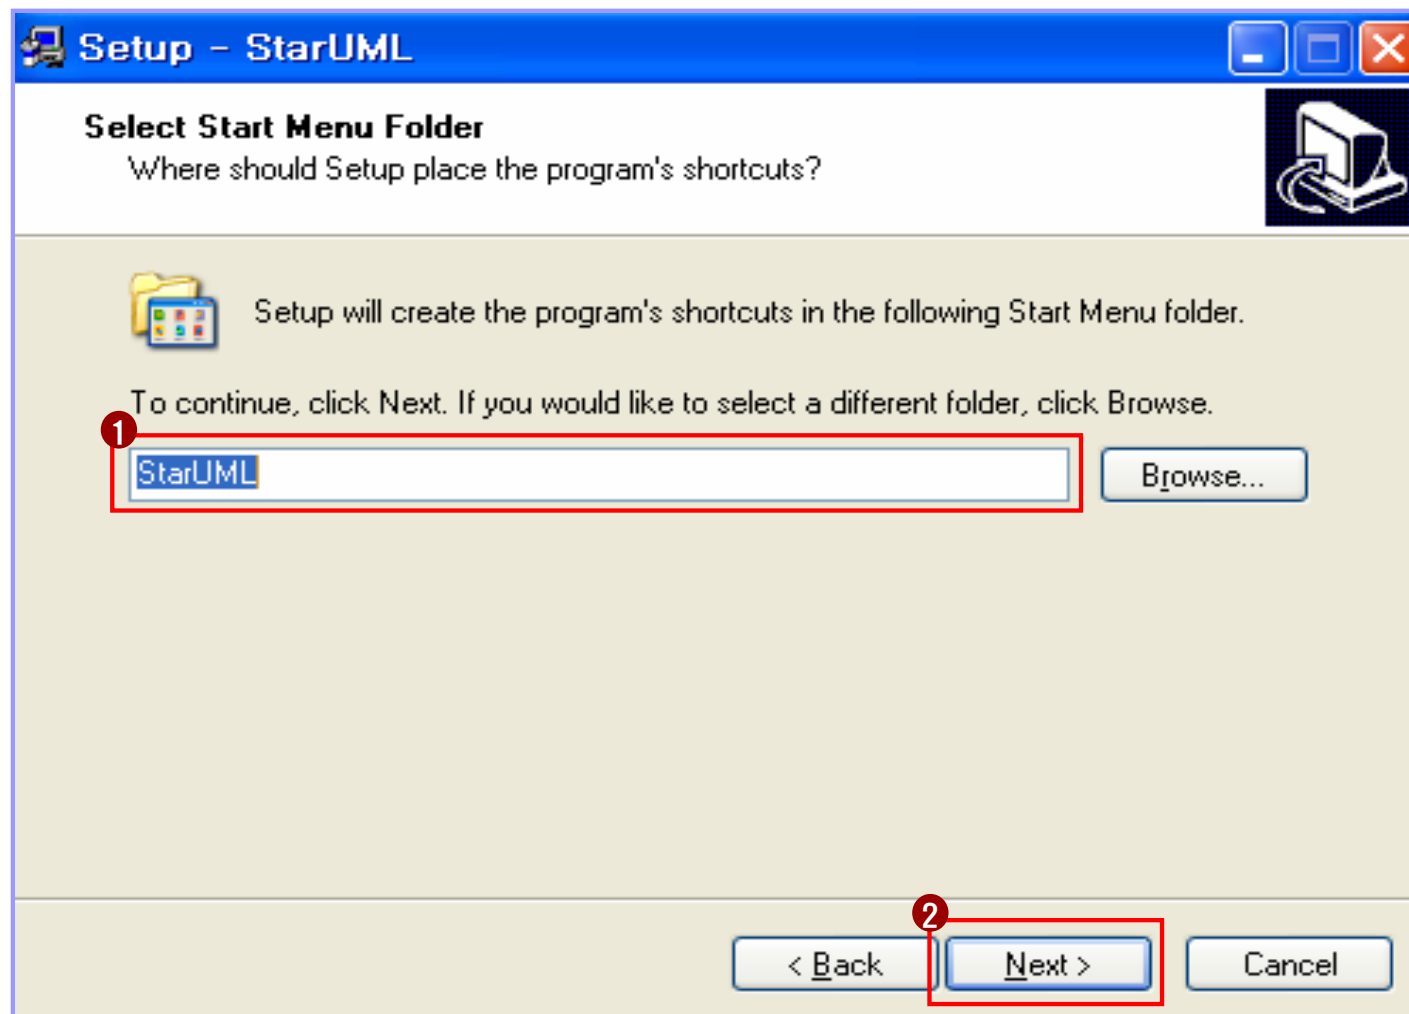 Setup - StarUML
Select Start Menu Folder
Where should Setup place the program's shortcuts?
Setup will create the program's shortcuts in the following Start Menu folder.
To continue, click Next. If you would like to select a different folder, click Browse.
1
StarUML
Browse...
2
< Back
Next >
Cancel